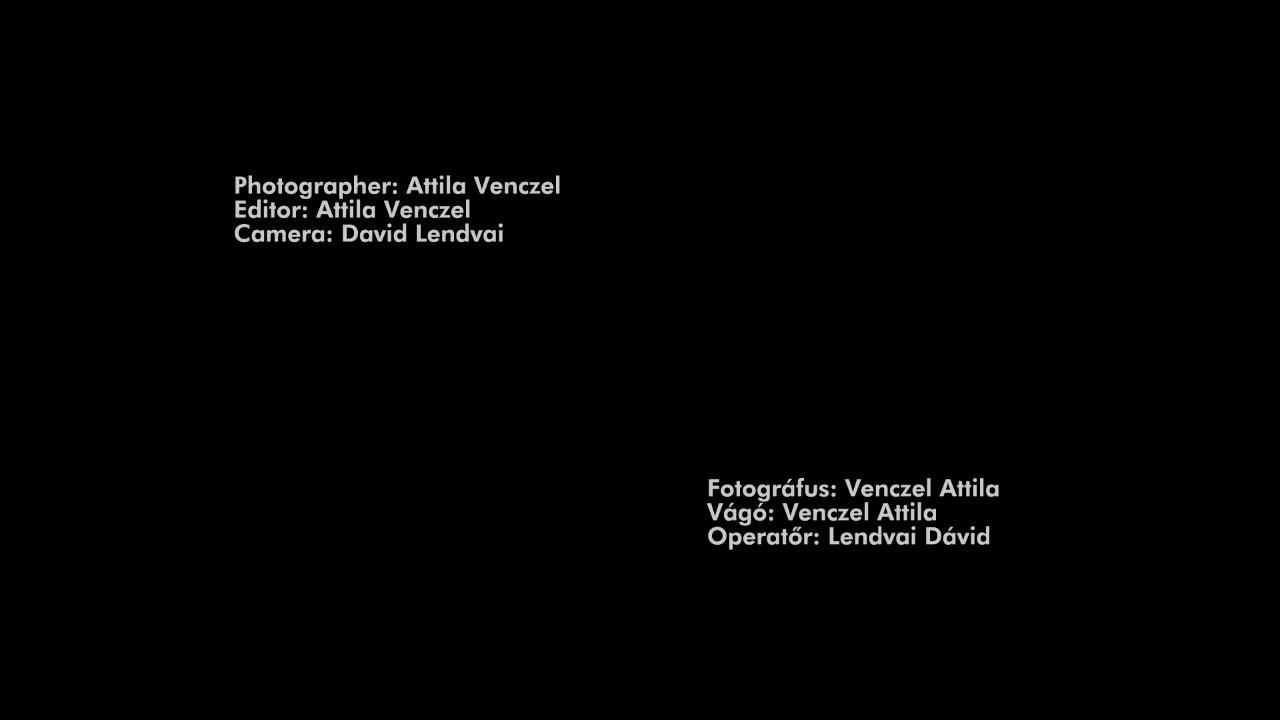 Photographer: Attila Venczel
Editor: Attila Venczel
Camera: David Lendvai
Fotográfus: Venczel Attila
Vágó: Venczel Attila
Operatőr: Lendvai Dávid